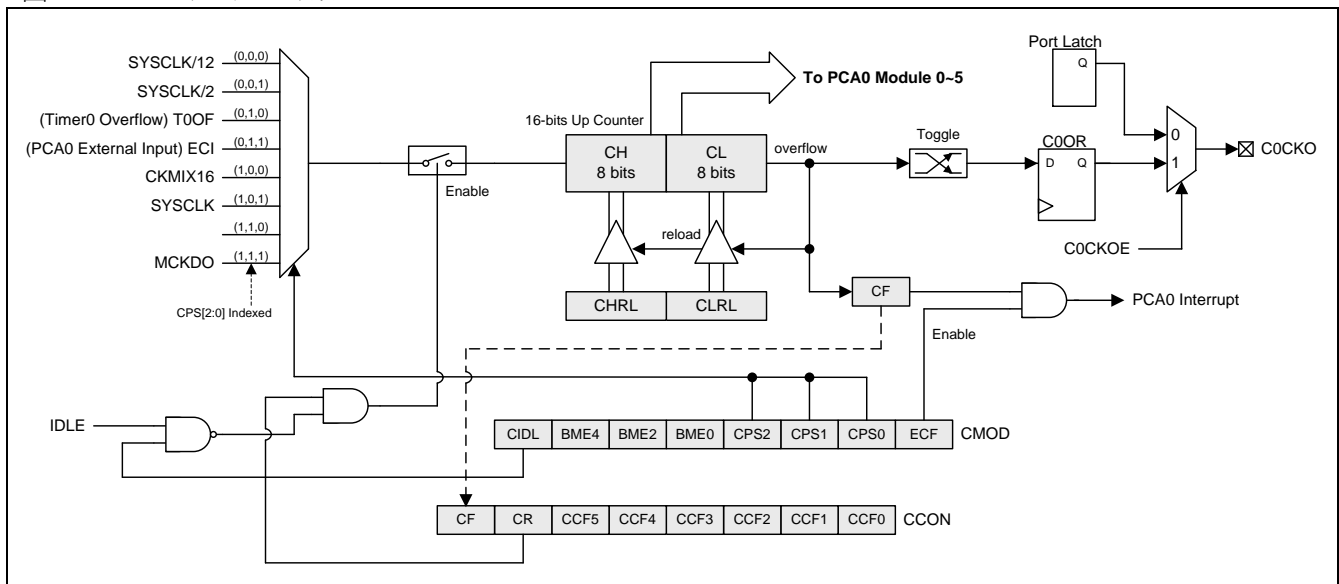 Port Latch
Q
SYSCLK/12 (0,0,0)
SYSCLK/2 (0,0,1)
(Timer0 Overflow) T0OF (0,1,0)
(PCA0 External Input) ECI (0,1,1)
CKMIX16 (1,0,0)
SYSCLK (1,0,1)
(1,1,0)
MCKDO (1,1,1)
CPS[2:0] Indexed
Enable
To PCA0 Module 0~5
16-bits Up Counter
CH
8 bits
CL
8 bits
overflow
reload
CHRL
CLRL
Toggle
C0OR
D Q
0
1
C0CKO
C0CKOE
CF
PCA0 Interrupt
Enable
IDLE
CIDL BME4 BME2 BME0 CPS2 CPS1 CPS0 ECF CMOD
CF CR CCF5 CCF4 CCF3 CCF2 CCF1 CCF0 CCON